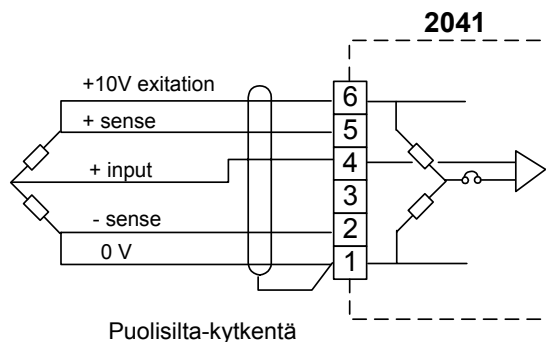 2041
+10V exitation
+ sense
+ input
- sense
0 V
6
5
4
3
2
1
Puolisilta-kytkentä